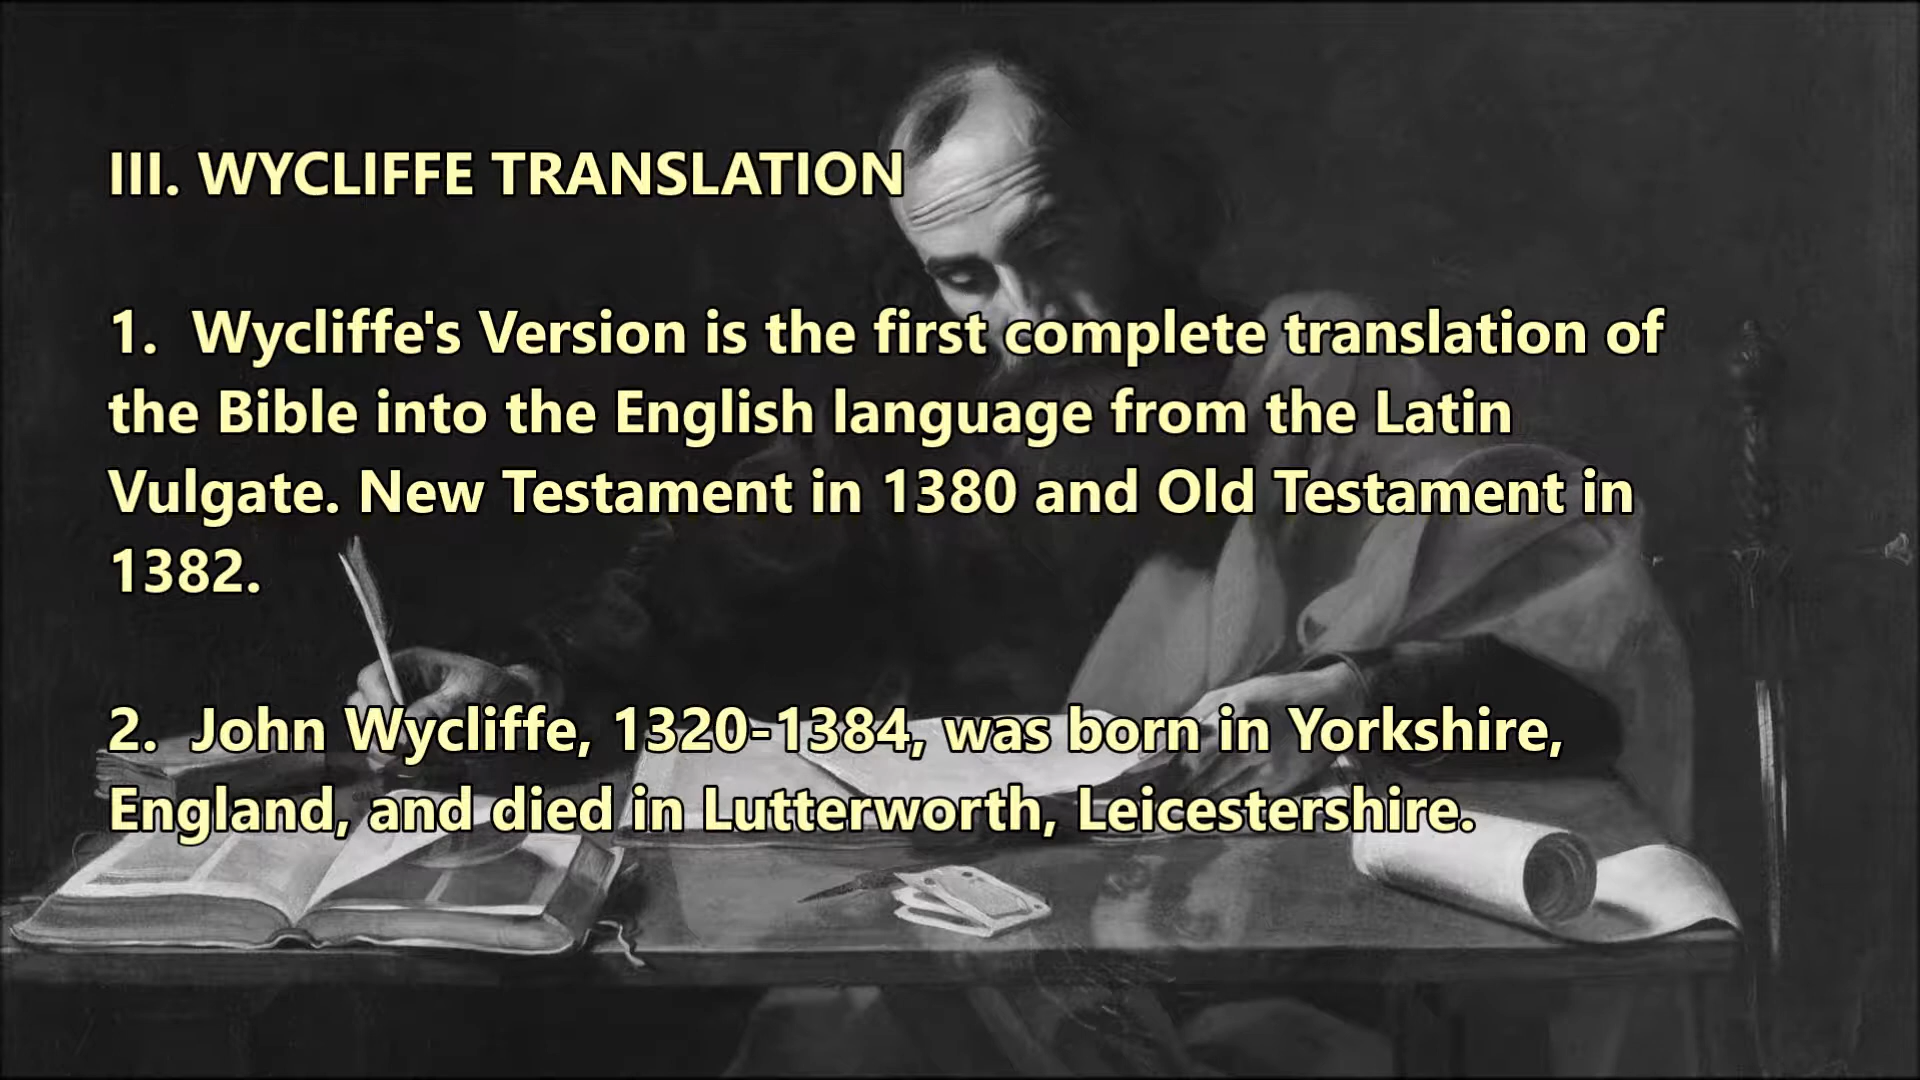 III. WYCLIFFE TRANSLATION
1. Wycliffe's Version is the first complete translation of
the Bible into the English language from the Latin
Vulgate. New Testament in 1380 and Old Testament in
1382.
2. John Wycliffe, 1320-1384, was born in Yorkshire,
England, and died in Lutterworth, Leicestershire.